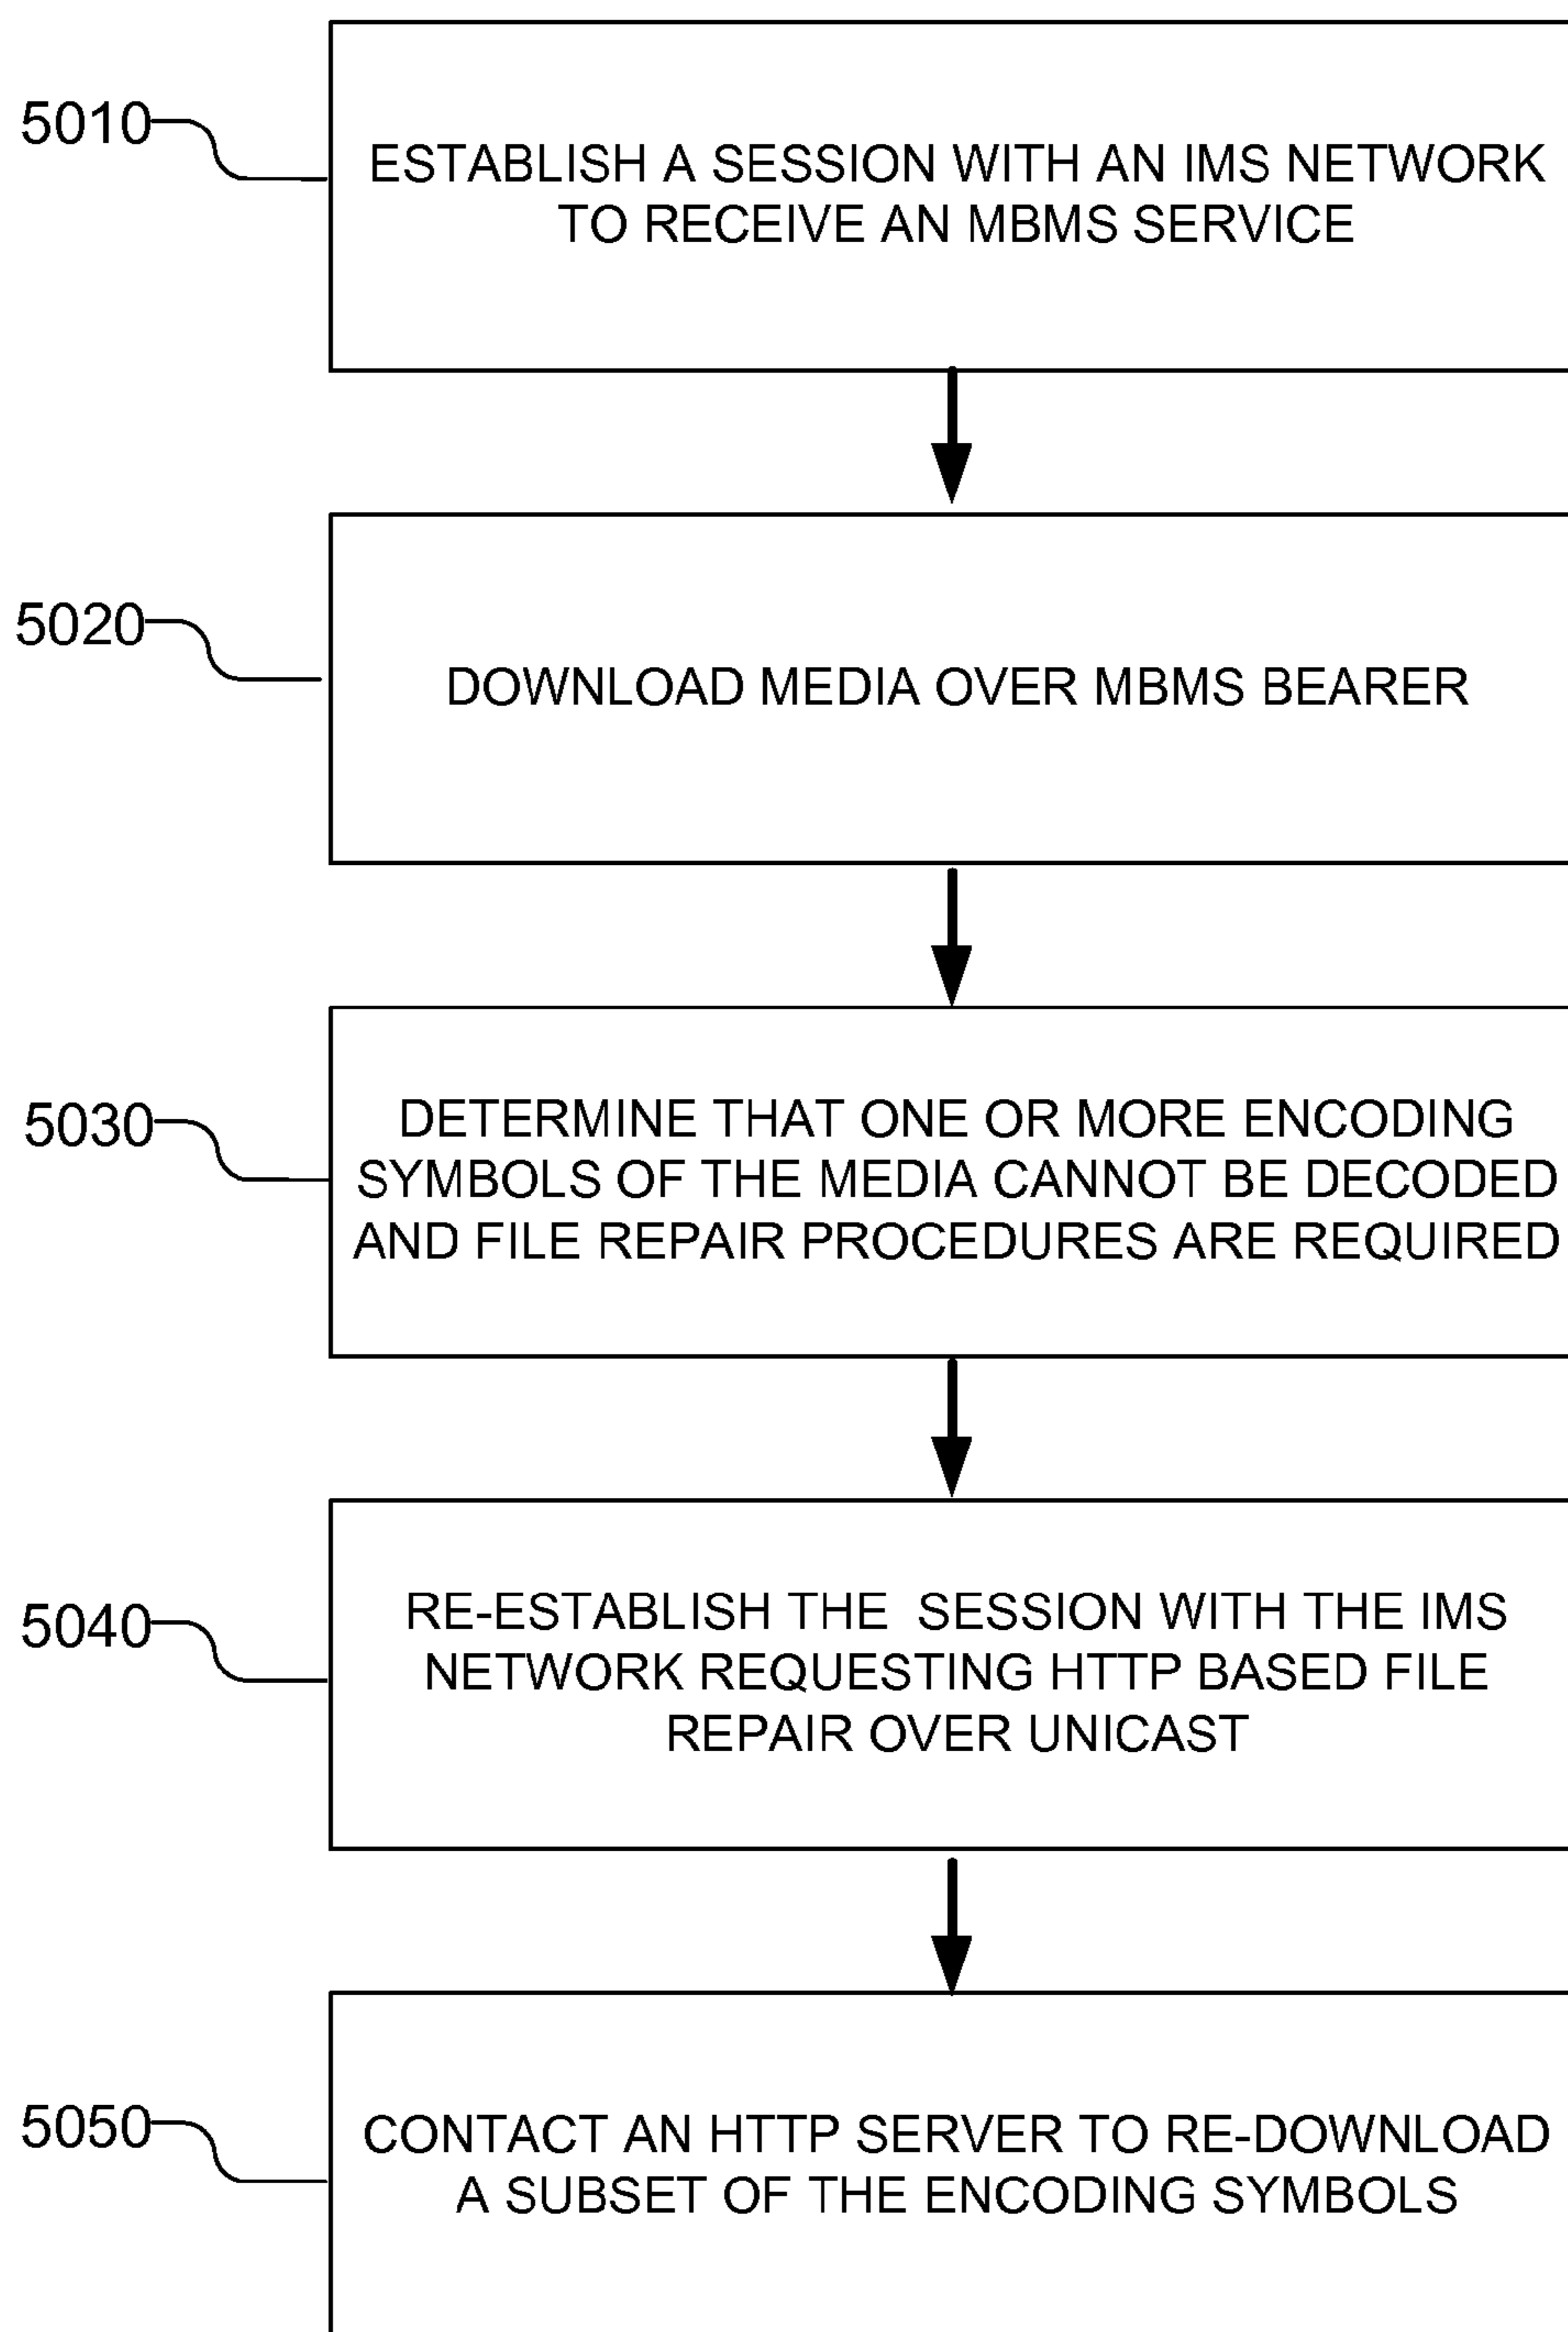 5010
ESTABLISH A SESSION WITH AN IMS NETWORK
TO RECEIVE AN MBMS SERVICE
5020
DOWNLOAD MEDIA OVER MBMS BEARER
5030
DETERMINE THAT ONE OR MORE ENCODING
SYMBOLS OF THE MEDIA CANNOT BE DECODED
AND FILE REPAIR PROCEDURES ARE REQUIRED
5040
RE-ESTABLISH THE SESSION WITH THE IMS
NETWORK REQUESTING HTTP BASED FILE
REPAIR OVER UNICAST
5050
CONTACT AN HTTP SERVER TO RE-DOWNLOAD
A SUBSET OF THE ENCODING SYMBOLS